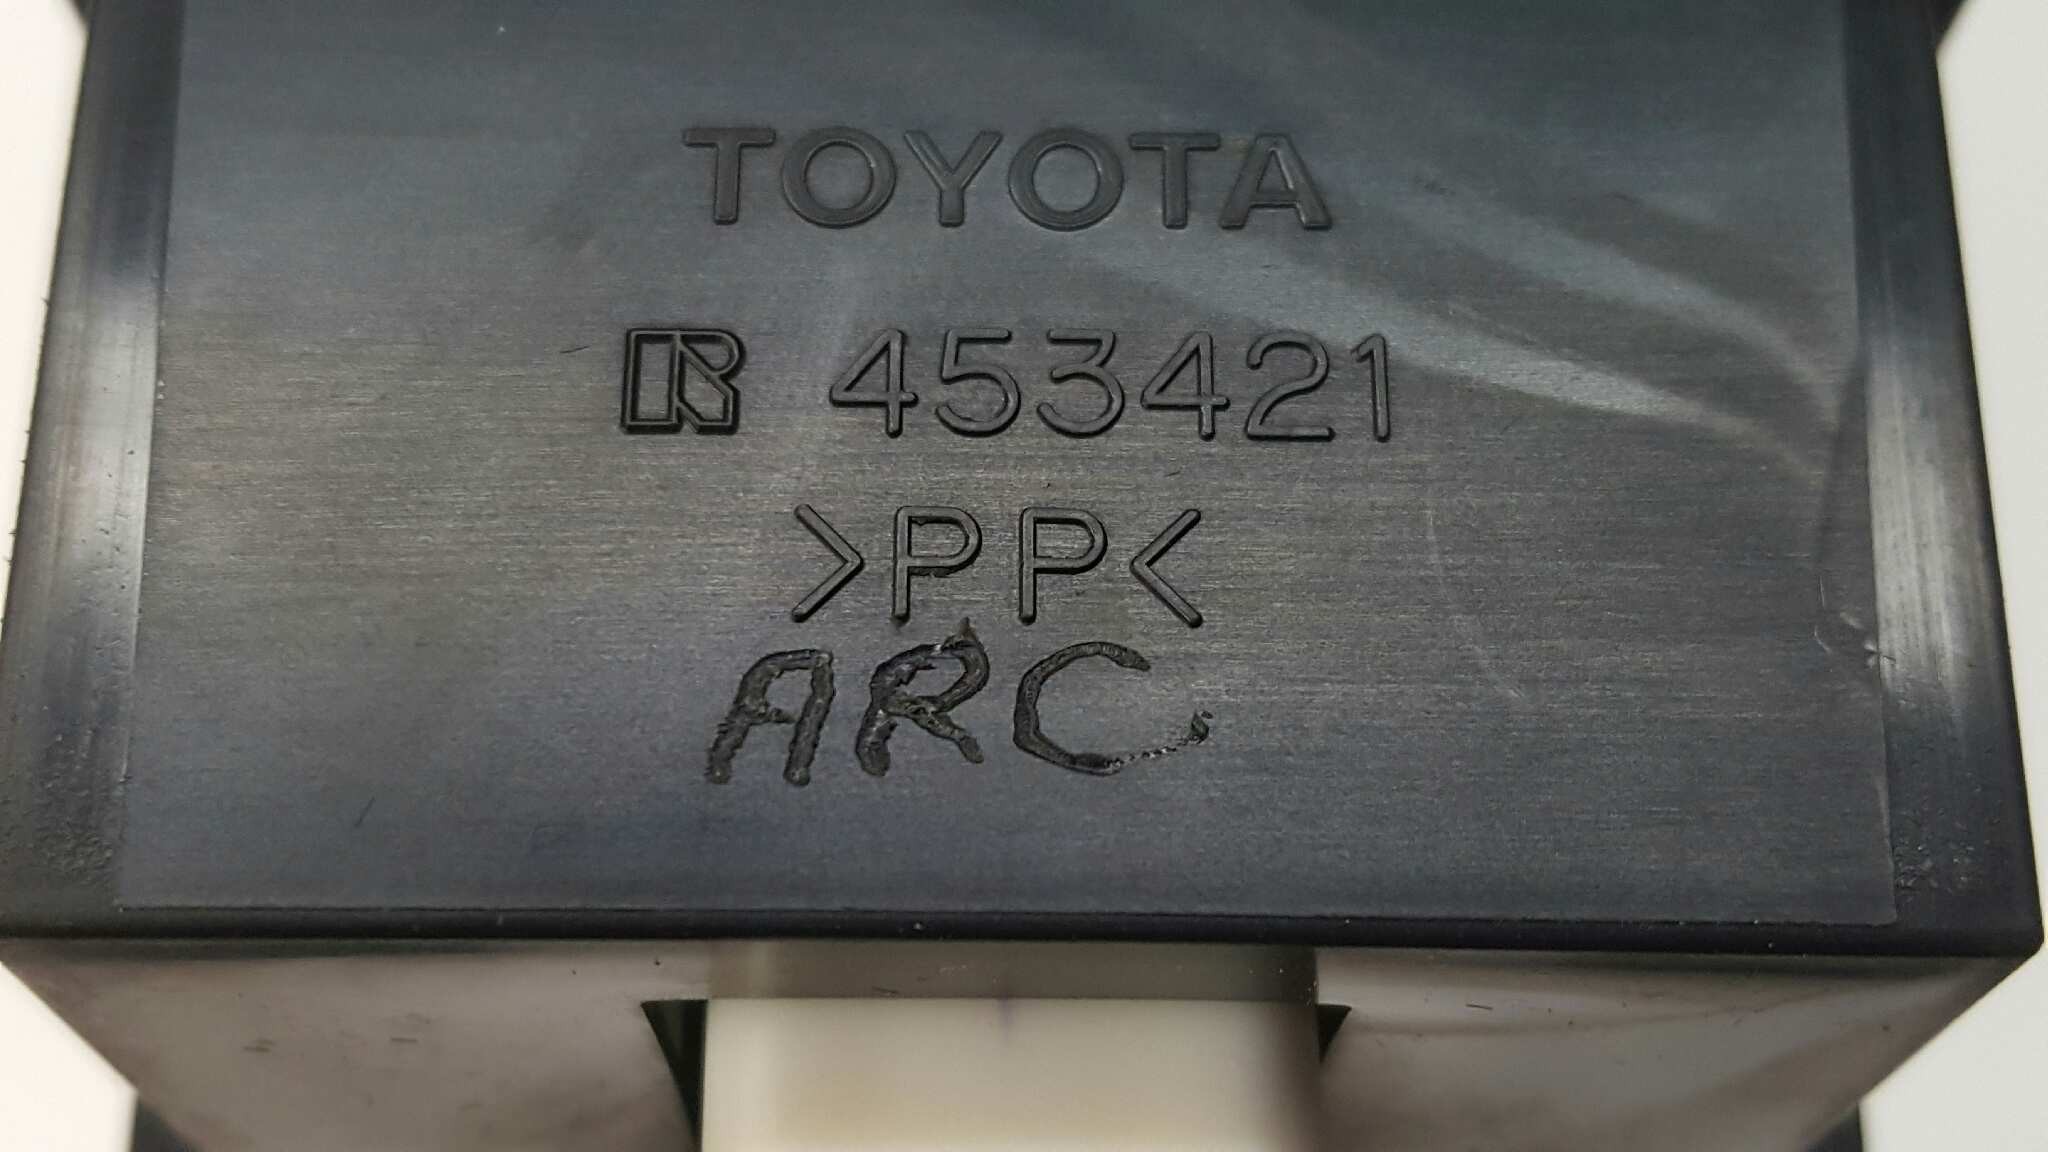 TOYOTA
R 453421
>PP<
ARC